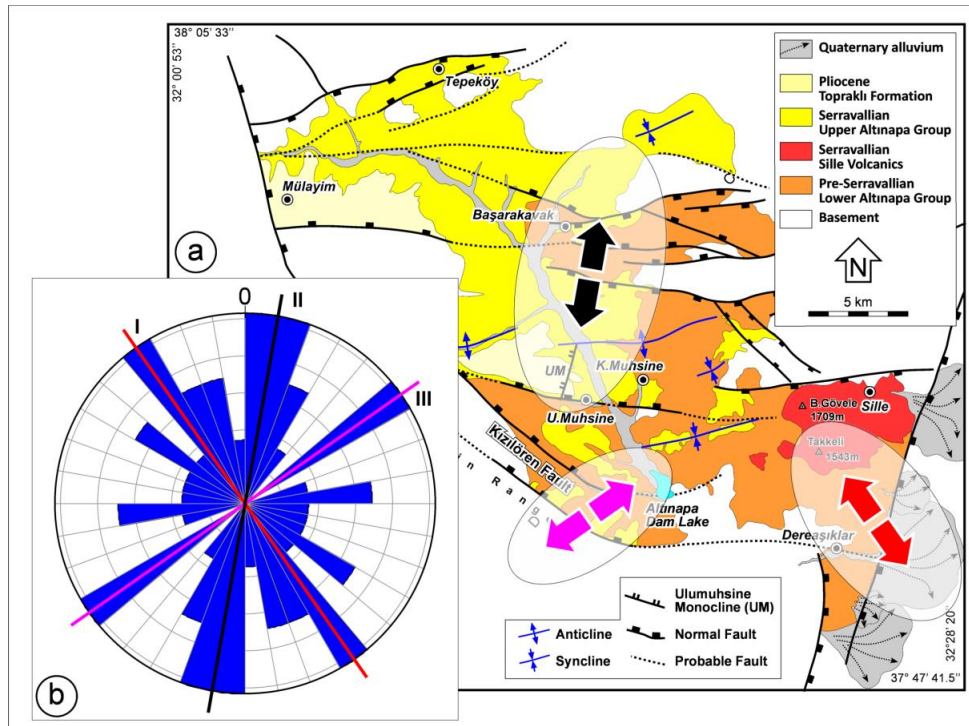 38° 05' 33''
32° 00' 53''
Tepeköy
Mülayim
Başarakavak
a
C
UM
K.Muhsine
U.Muhsine
Kızılören Fault
Altınapa
Dam Lake
B.Gövele
1709m
Sille
Takkeli
1543m
Dereaşıklar
32° 28' 20''
37° 47' 41.5''
Quaternary alluvium
Pliocene
Topraklı Formation
Serravallian
Upper Altınapa Group
Serravallian
Sille Volcanics
Pre-Serravallian
Lower Altınapa Group
Basement
N
5 km
Ulumuhsine
Monocline (UM)
Anticline
Normal Fault
Syncline
Probable Fault
0
I
II
III
b